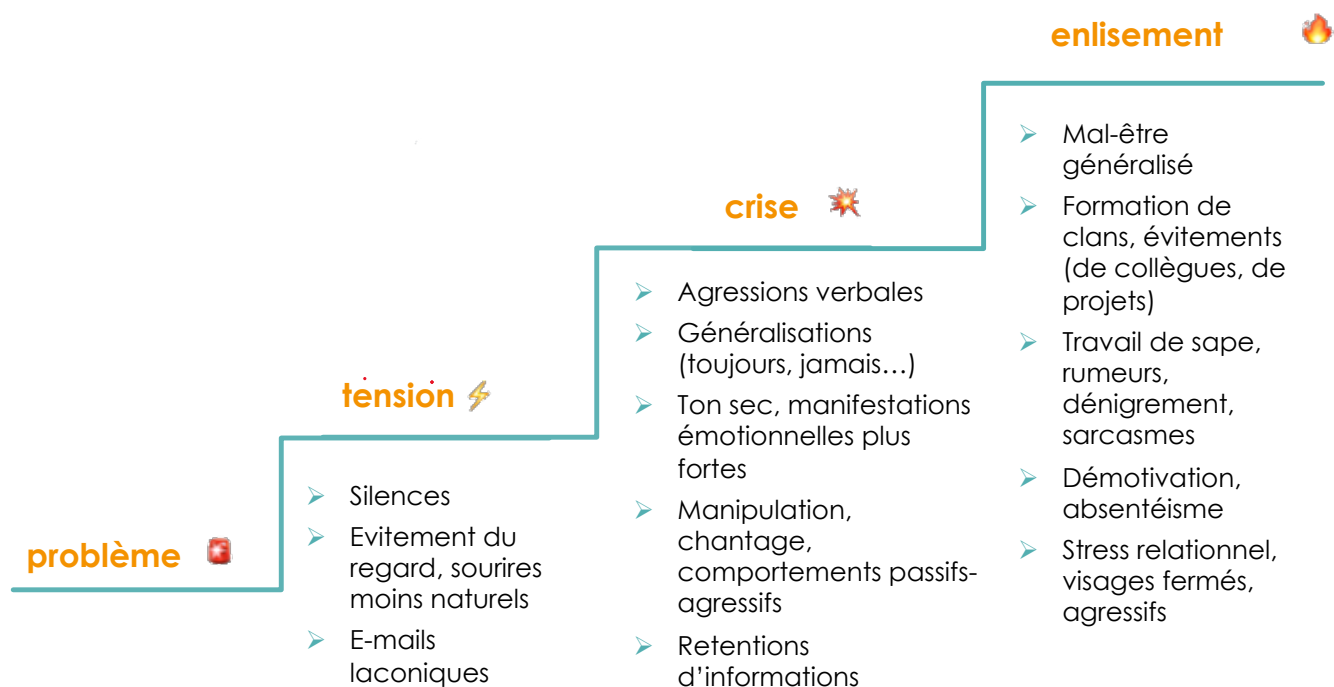 problème
tension
Silences
Evitement du
regard, sourires
moins naturels
E-mails
laconiques
crise
Agressions verbales
Généralisations
(toujours, jamais…)
Ton sec, manifestations
émotionnelles plus
fortes
Manipulation,
chantage,
comportements passifs-
agressifs
Retentions
d’informations
enlisement
Mal-être
généralisé
Formation de
clans, évitements
(de collègues, de
projets)
Travail de sape,
rumeurs,
dénigrement,
sarcasmes
Démotivation,
absentéisme
Stress relationnel,
visages fermés,
agressifs